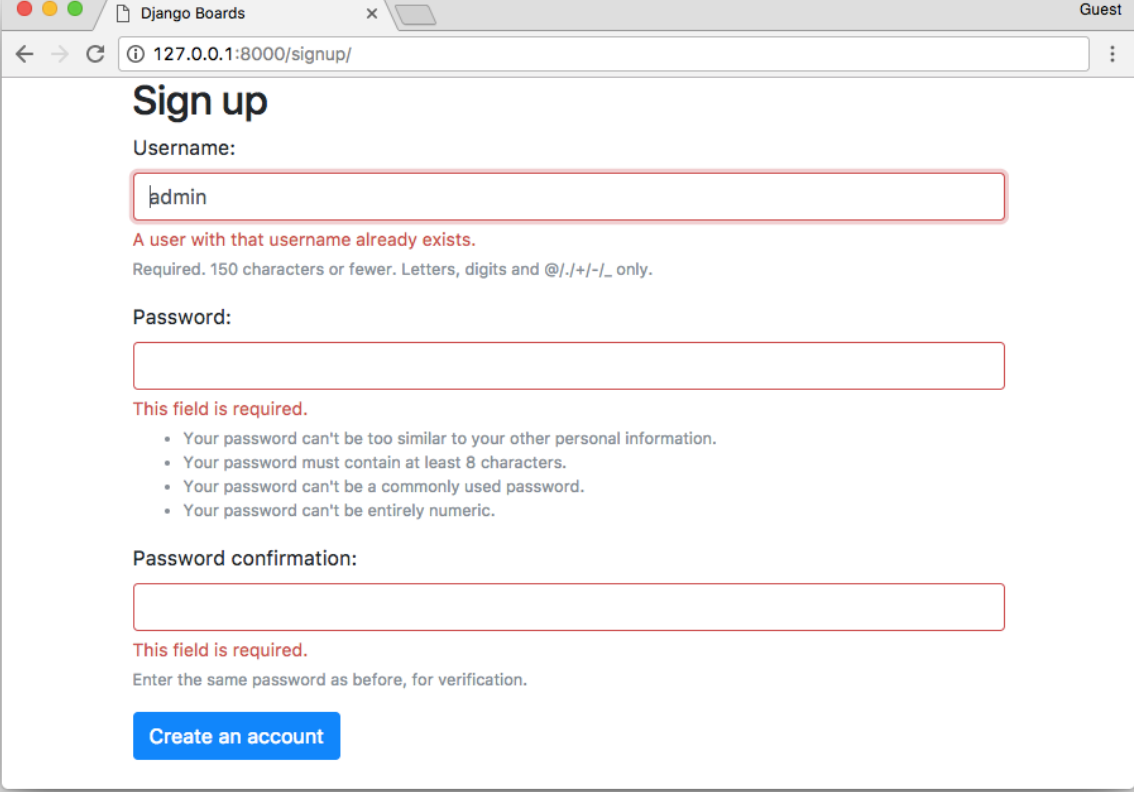 Django Boards
Guest
127.0.0.1:8000/signup/
Sign up
Username:
admin
A user with that username already exists.
Required. 150 characters or fewer. Letters, digits and @/./+/-/_ only.
Password:
This field is required.
• Your password can't be too similar to your other personal information.
• Your password must contain at least 8 characters.
• Your password can't be a commonly used password.
• Your password can't be entirely numeric.
Password confirmation:
This field is required.
Enter the same password as before, for verification.
Create an account